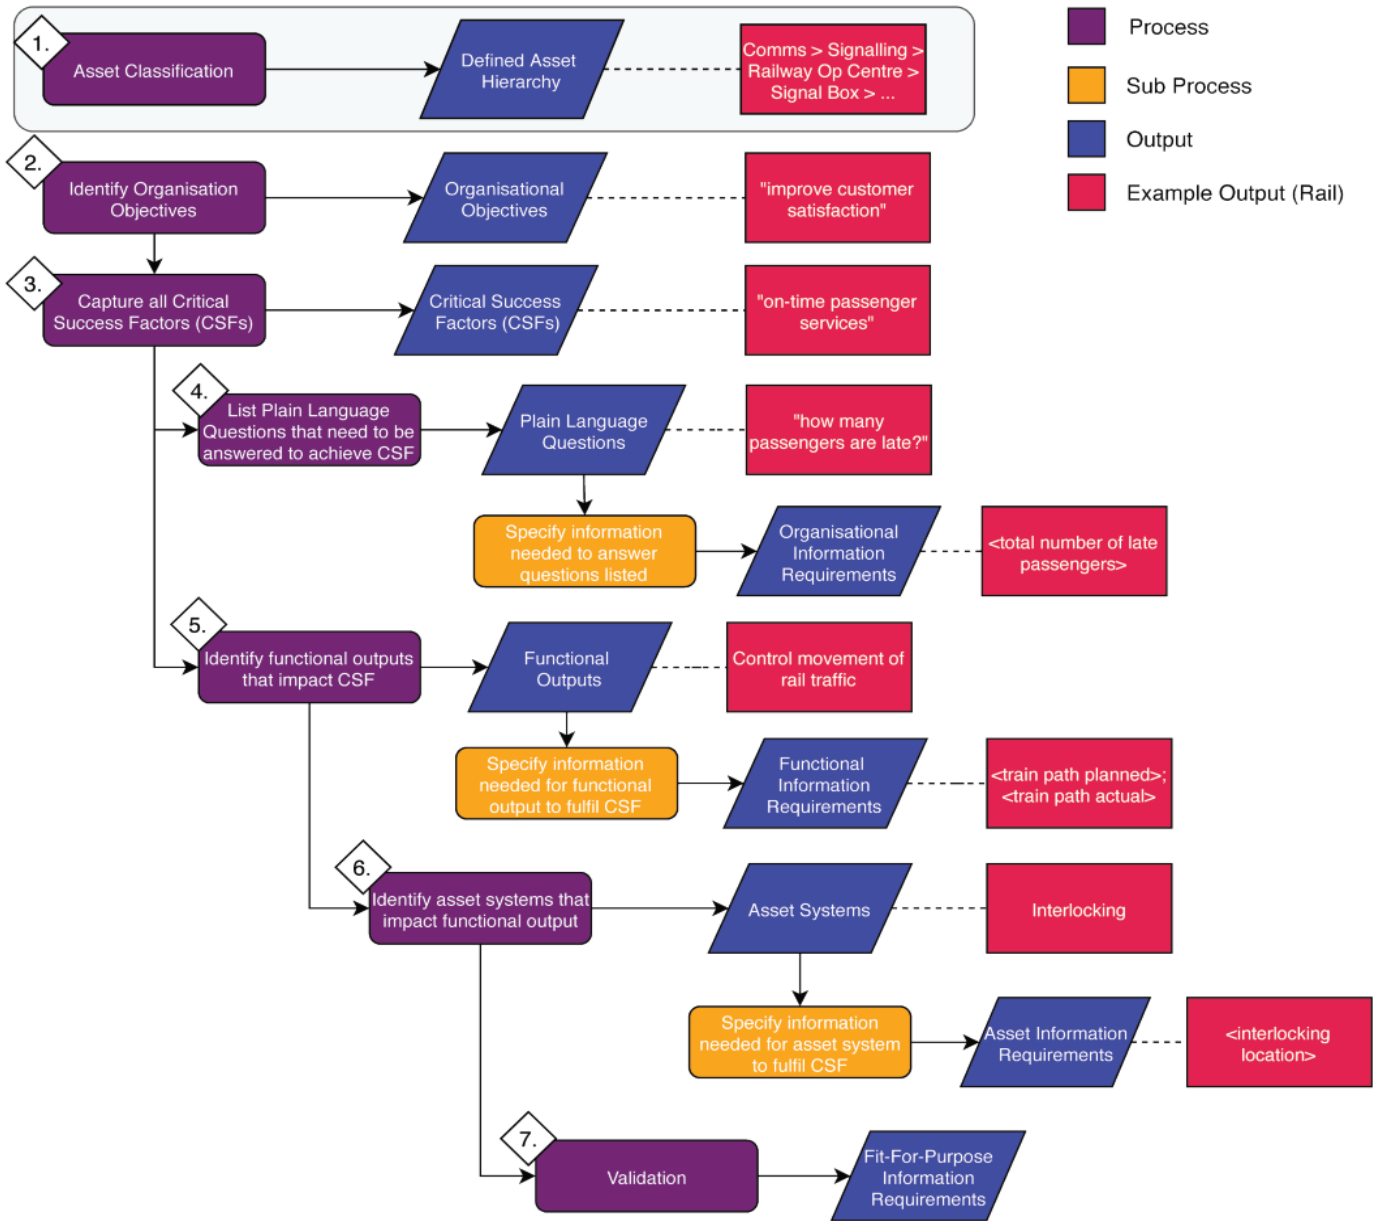 1.
Asset Classification
Defined Asset
Hierarchy
Comms > Signalling >
Railway Op Centre >
Signal Box > ...
Process
Sub Process
Output
Example Output (Rail)
2.
Identify Organisation
Objectives
Organisational
Objectives
"improve customer
satisfaction"
3.
Capture all Critical
Success Factors (CSFs)
Critical Success
Factors (CSFs)
"on-time passenger
services"
4.
List Plain Language
Questions that need to be
answered to achieve CSF
Plain Language
Questions
"how many
passengers are late?"
Specify information
needed to answer
questions listed
Organisational
Information
Requirements
<total number of late
passengers>
5.
Identify functional outputs
that impact CSF
Functional
Outputs
Control movement of
rail traffic
Specify information
needed for functional
output to fulfil CSF
Functional
Information
Requirements
<train path planned>;
<train path actual>
6.
Identify asset systems that
impact functional output
Asset Systems
Interlocking
Specify information
needed for asset system
to fulfil CSF
Asset Information
Requirements
<interlocking
location>
7.
Validation
Fit-For-Purpose
Information
Requirements